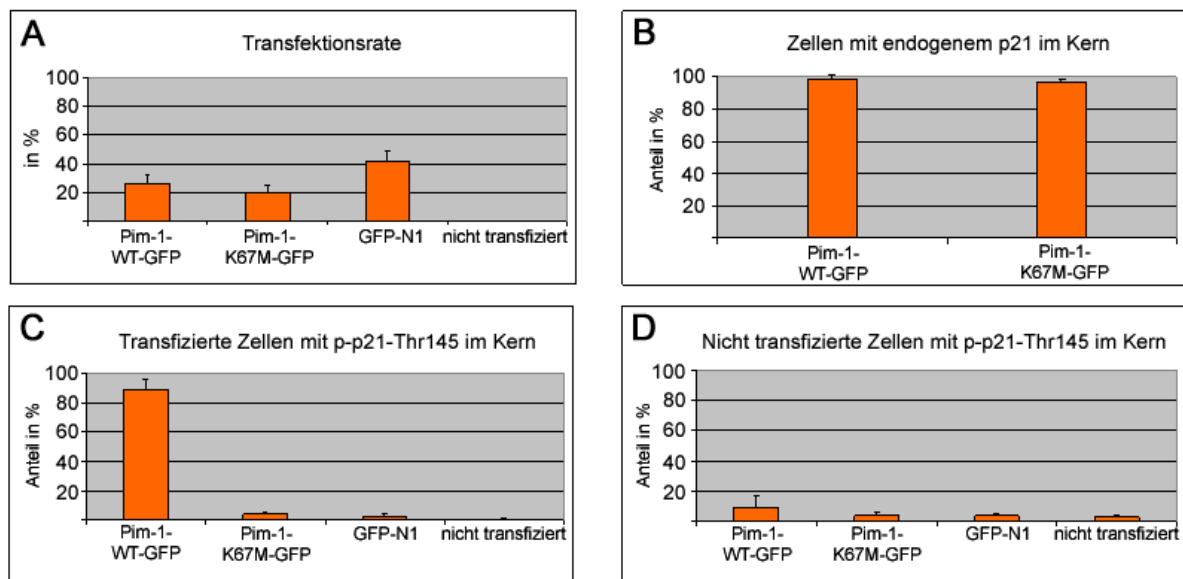 A
Transfektionsrate
in %
100
80
60
40
20
Pim-1-
WT-GFP
Pim-1-
K67M-GFP
GFP-N1
nicht transfiziert
B
Zellen mit endogenem p21 im Kern
Anteil in %
100
80
60
40
20
Pim-1-
WT-GFP
Pim-1-
K67M-GFP
C
Transfizierte Zellen mit p-p21-Thr145 im Kern
Anteil in %
100
80
60
40
20
Pim-1-
WT-GFP
Pim-1-
K67M-GFP
GFP-N1
nicht transfiziert
D
Nicht transfizierte Zellen mit p-p21-Thr145 im Kern
Anteil in %
100
80
60
40
20
Pim-1-
WT-GFP
Pim-1-
K67M-GFP
GFP-N1
nicht transfiziert